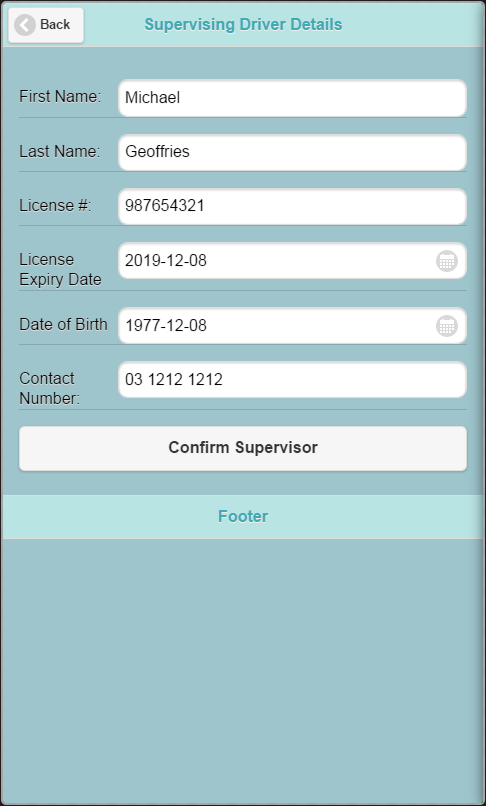 Back
Supervising Driver Details
First Name:
Michael
Last Name:
Geoffries
License #:
987654321
License
Expiry Date
2019-12-08
Date of Birth
1977-12-08
Contact
Number:
03 1212 1212
Confirm Supervisor
Footer